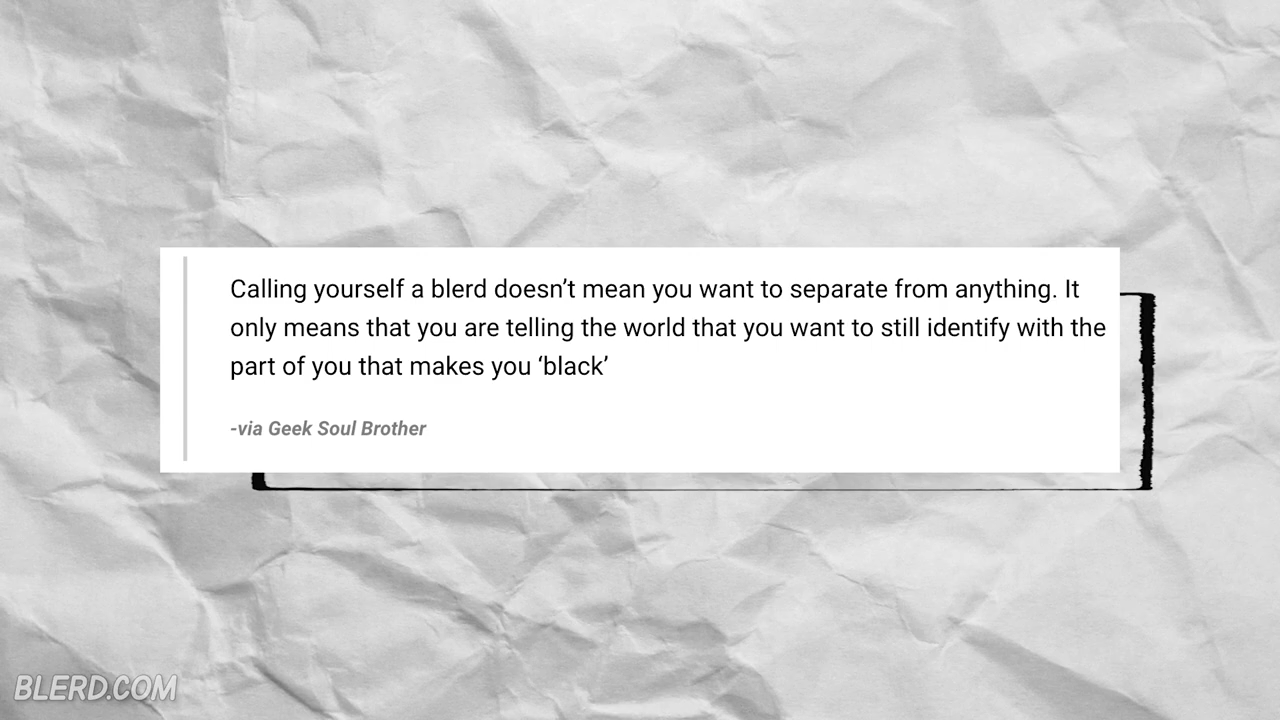 Calling yourself a blerd doesn’t mean you want to separate from anything. It
only means that you are telling the world that you want to still identify with the
part of you that makes you ‘black’
-via Geek Soul Brother
BLERD.COM